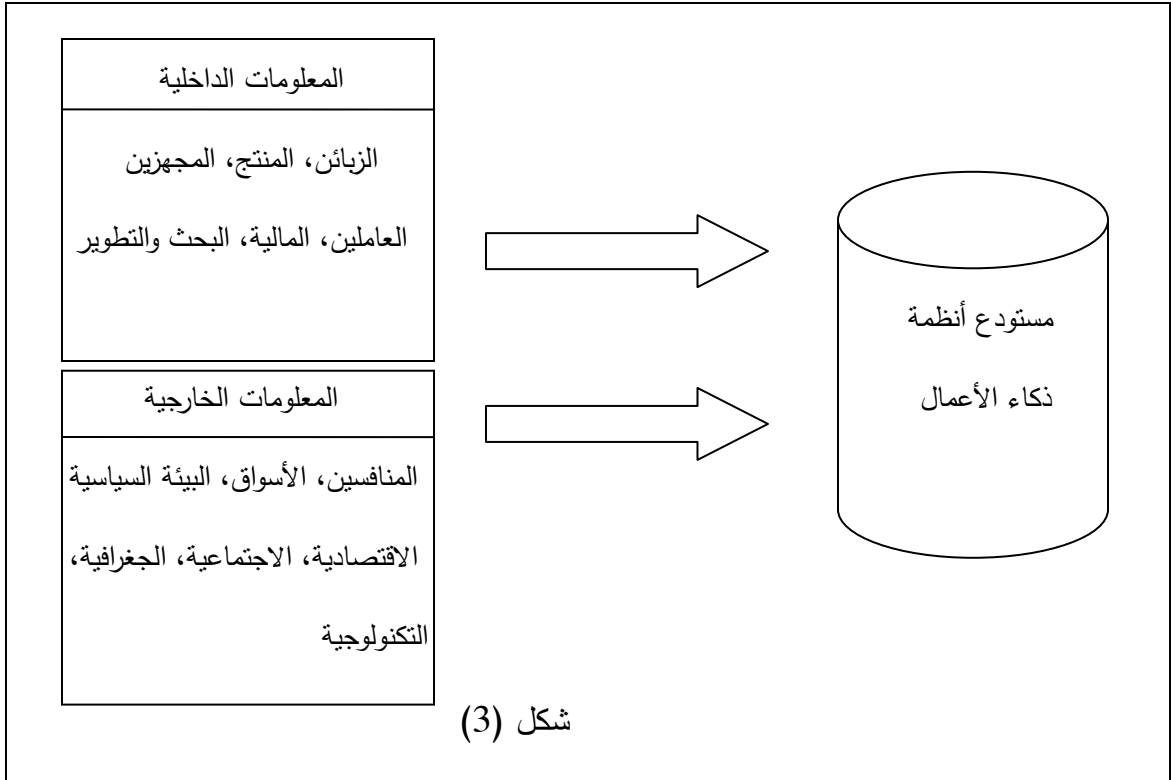 المعلومات الداخلية
الزبائن، المنتج، المجهزين
العاملين، المالية، البحث والتطوير
المعلومات الخارجية
المنافسين، الأسواق، البيئة السياسية
الاقتصادية، الاجتماعية، الجغرافية،
التكنولوجية
مستودع أنظمة
ذكاء الأعمال
شكل (3)